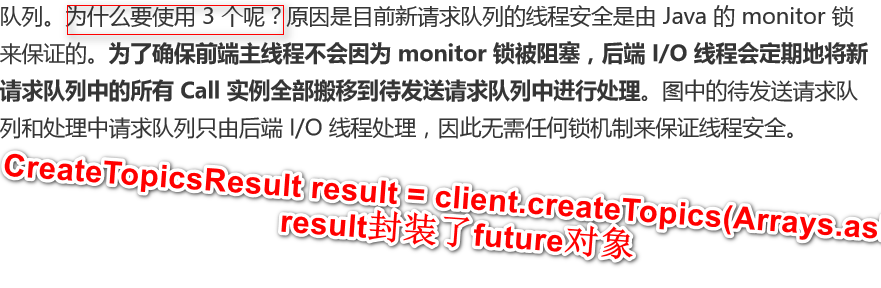 队列。为什么要使用 3 个呢？原因是目前新请求队列的线程安全是由 Java 的 monitor 锁
来保证的。为了确保前端主线程不会因为 monitor 锁被阻塞，后端 I/O 线程会定期地将新
请求队列中的所有 Call 实例全部搬移到待发送请求队列中进行处理。图中的待发送请求队
列和处理中请求队列只由后端 I/O 线程处理，因此无需任何锁机制来保证线程安全。
CreateTopicsResult result = client.createTopics(Arrays.as
result封装了future对象